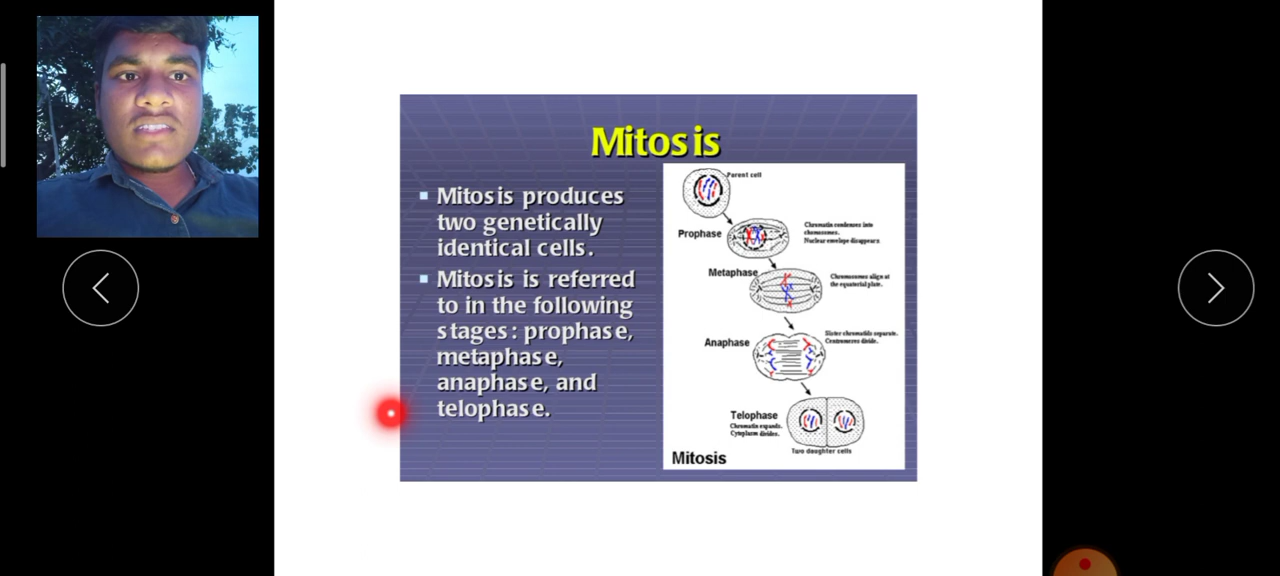 Mitosis
Mitosis produces
two genetically
identical cells.
Mitosis is referred
to in the following
stages: prophase,
metaphase,
anaphase, and
telophase.
Parent cell
Prophase
Chromatin condenses into
chromosomes.
Nuclear envelope disappears
Metaphase
Chromosomes align at
the equatorial plate.
Anaphase
Sister chromatids separate.
Centromeres divide.
Telophase
Chromatin expands.
Cytoplasm divides.
Two daughter cells
Mitosis